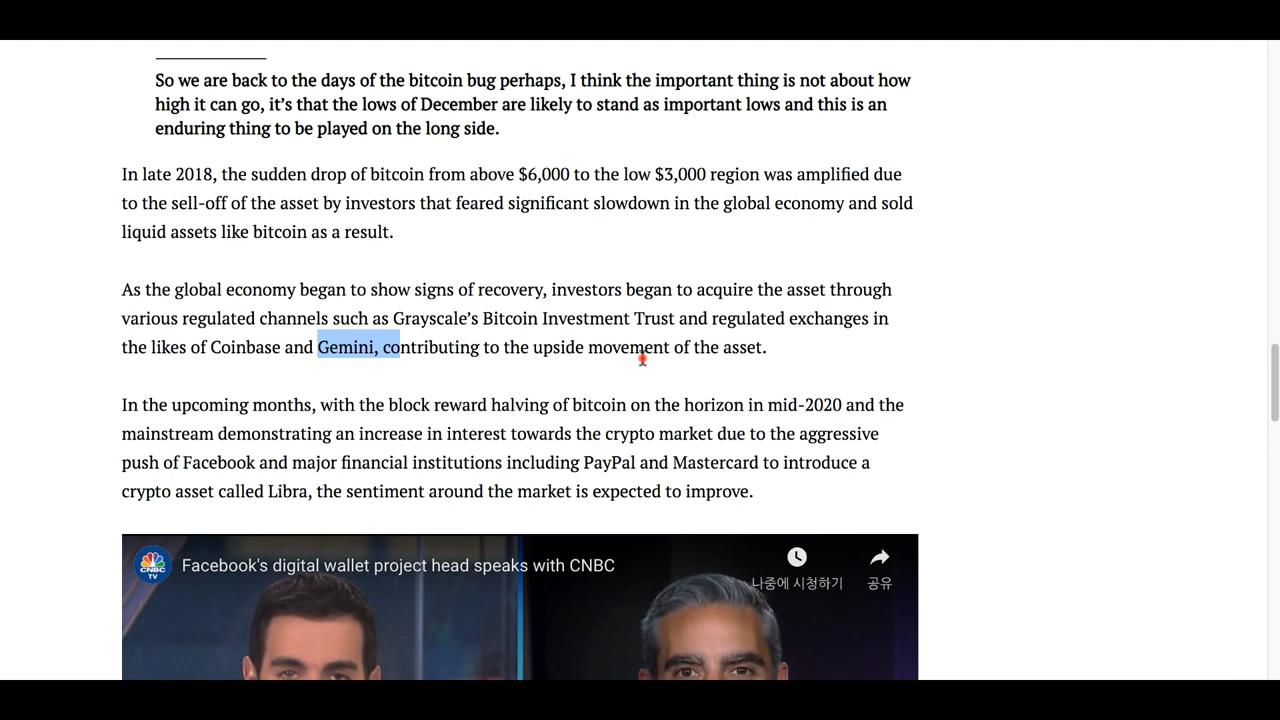 So we are back to the days of the bitcoin bug perhaps, I think the important thing is not about how
high it can go, it’s that the lows of December are likely to stand as important lows and this is an
enduring thing to be played on the long side.
In late 2018, the sudden drop of bitcoin from above $6,000 to the low $3,000 region was amplified due
to the sell-off of the asset by investors that feared significant slowdown in the global economy and sold
liquid assets like bitcoin as a result.
As the global economy began to show signs of recovery, investors began to acquire the asset through
various regulated channels such as Grayscale’s Bitcoin Investment Trust and regulated exchanges in
the likes of Coinbase and Gemini, contributing to the upside movement of the asset.
In the upcoming months, with the block reward halving of bitcoin on the horizon in mid-2020 and the
mainstream demonstrating an increase in interest towards the crypto market due to the aggressive
push of Facebook and major financial institutions including PayPal and Mastercard to introduce a
crypto asset called Libra, the sentiment around the market is expected to improve.
CNBC
TV
Facebook's digital wallet project head speaks with CNBC
나중에 시청하기
공유